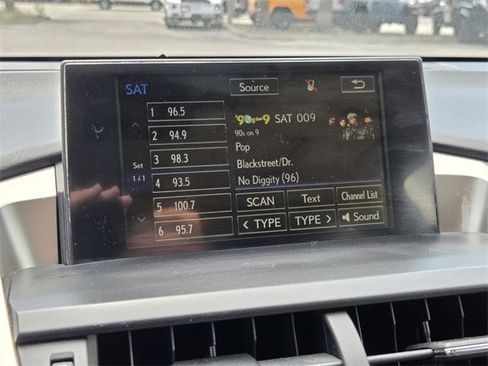 SAT
Source
1 96.5
2 94.9
3 98.3
4 93.5
5 100.7
6 95.7
Set
1/1
SAT 009
90s on 9
Pop
Blackstreet/Dr.
No Diggity (96)
SCAN
Text
Channel List
< TYPE
TYPE >
Sound